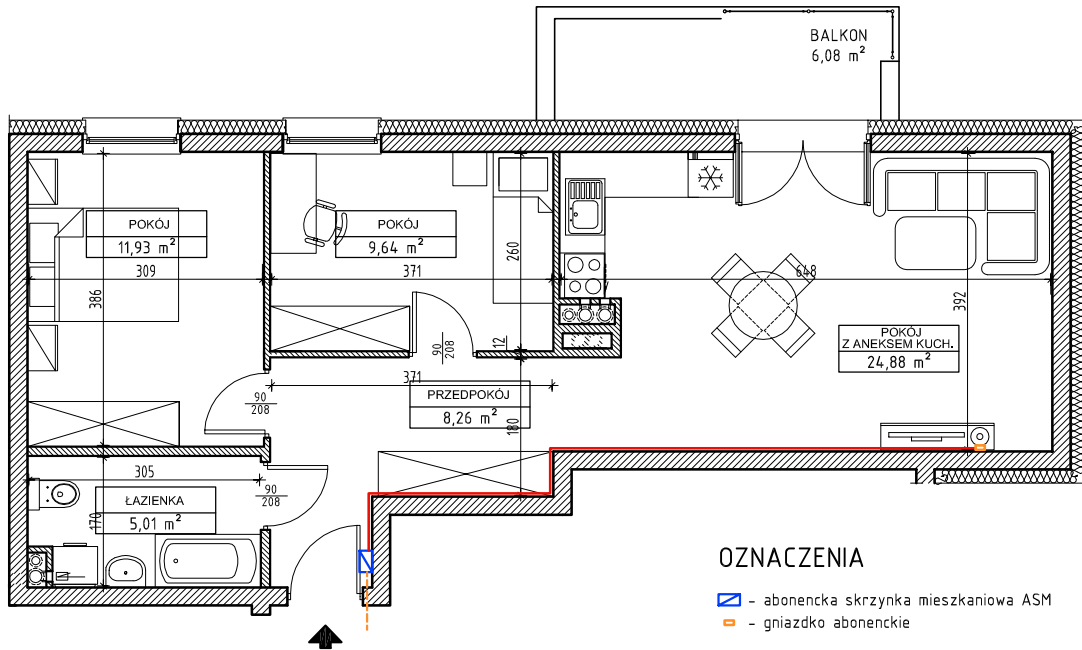 BALKON
6,08 m²
POKÓJ
11,93 m²
309
386
POKÓJ
9,64 m²
371
260
12
90
208
648
392
POKÓJ
Z ANEKSEM KUCH.
24,88 m²
371
PRZEDPOKÓJ
8,26 m²
180
90
208
305
90
208
ŁAZIENKA
5,01 m²
170
OZNACZENIA
- abonencka skrzynka mieszkaniowa ASM
- gniazdko abonenckie